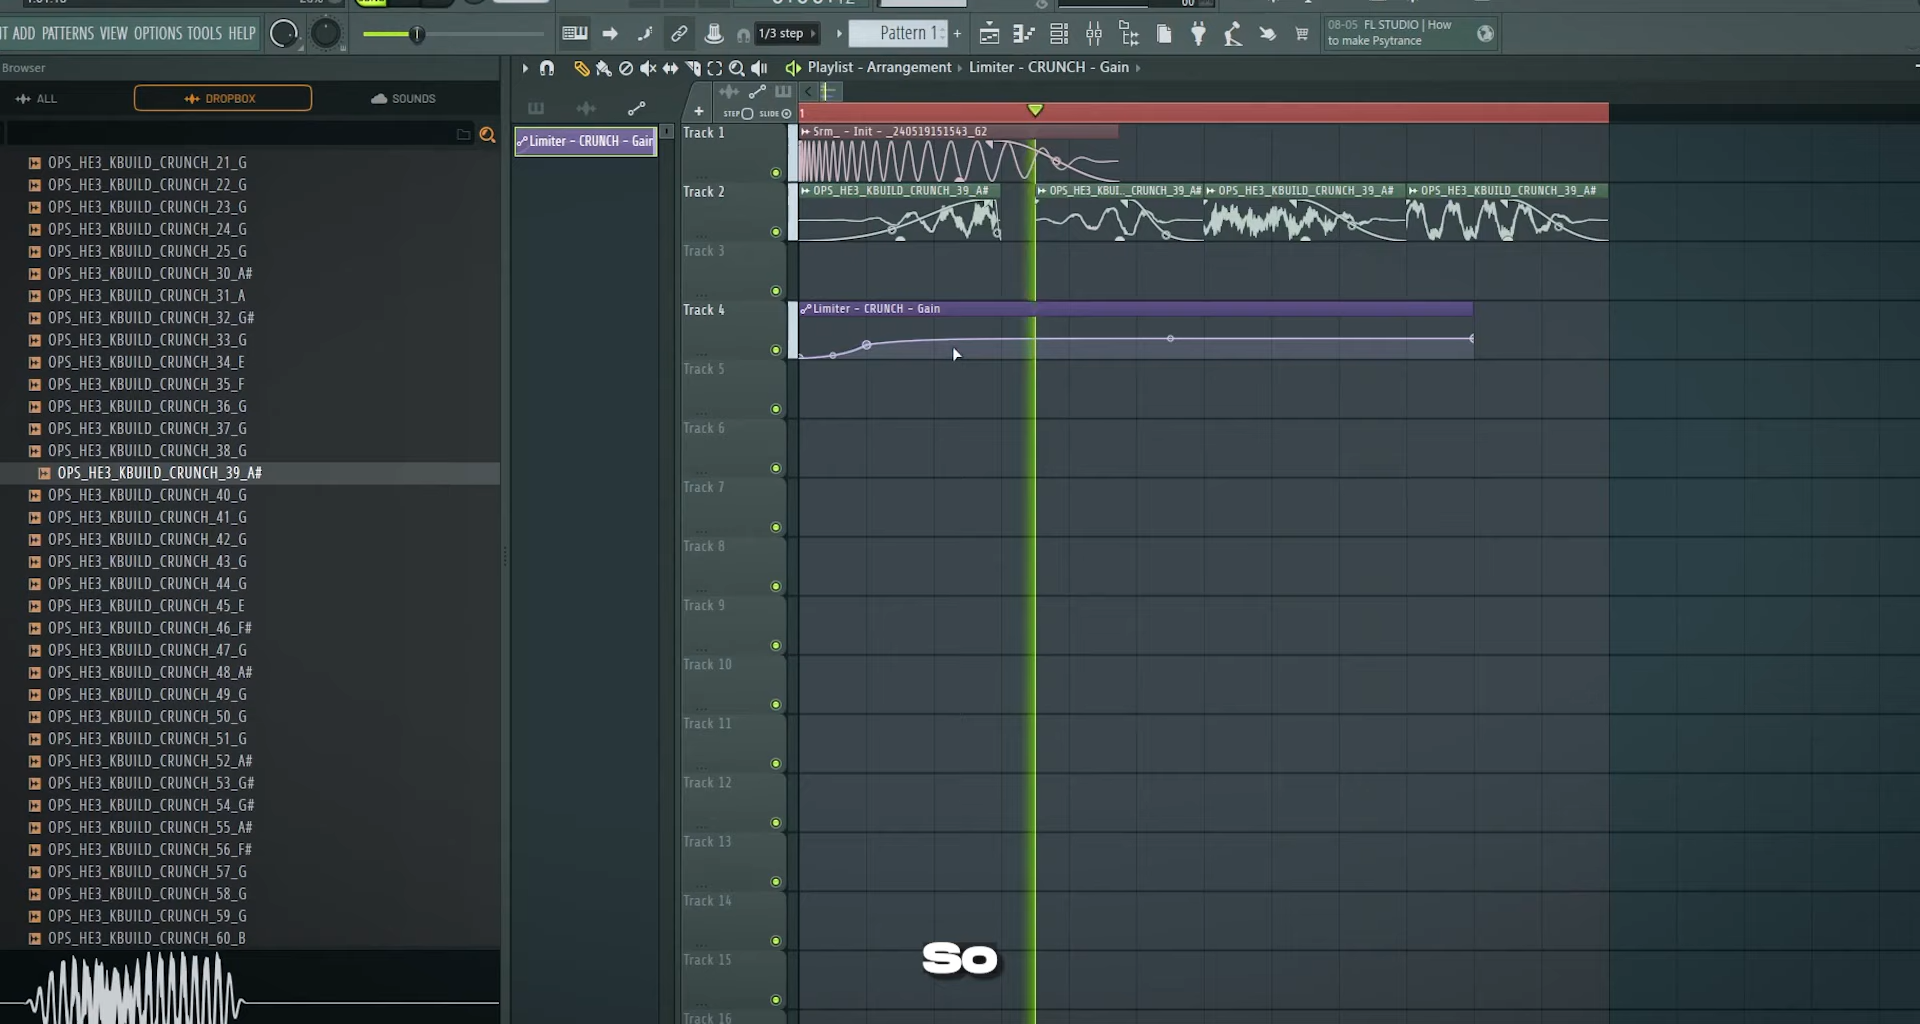 ADD PATTERNS VIEW OPTIONS TOOLS HELP
1/3 step
Pattern 1
08-05 FL STUDIO | How
to make Psytrance
Browser
Playlist - Arrangement
Limiter - CRUNCH - Gain
ALL
DROPBOX
SOUNDS
STEP
SLIDE
1
Limiter - CRUNCH - Gain
Track 1
Srm_ - Init - _240519151543_G2
Track 2
OPS_HE3_KBUILD_CRUNCH_39_A#
OPS_HE3_KBUI.._CRUNCH_39_A#
OPS_HE3_KBUILD_CRUNCH_39_A#
OPS_HE3_KBUILD_CRUNCH_39_A#
Track 3
Track 4
Limiter - CRUNCH - Gain
Track 5
Track 6
Track 7
Track 8
Track 9
Track 10
Track 11
Track 12
Track 13
Track 14
Track 15
Track 16
OPS_HE3_KBUILD_CRUNCH_21_G
OPS_HE3_KBUILD_CRUNCH_22_G
OPS_HE3_KBUILD_CRUNCH_23_G
OPS_HE3_KBUILD_CRUNCH_24_G
OPS_HE3_KBUILD_CRUNCH_25_G
OPS_HE3_KBUILD_CRUNCH_30_A#
OPS_HE3_KBUILD_CRUNCH_31_A
OPS_HE3_KBUILD_CRUNCH_32_G#
OPS_HE3_KBUILD_CRUNCH_33_G
OPS_HE3_KBUILD_CRUNCH_34_E
OPS_HE3_KBUILD_CRUNCH_35_F
OPS_HE3_KBUILD_CRUNCH_36_G
OPS_HE3_KBUILD_CRUNCH_37_G
OPS_HE3_KBUILD_CRUNCH_38_G
OPS_HE3_KBUILD_CRUNCH_39_A#
OPS_HE3_KBUILD_CRUNCH_40_G
OPS_HE3_KBUILD_CRUNCH_41_G
OPS_HE3_KBUILD_CRUNCH_42_G
OPS_HE3_KBUILD_CRUNCH_43_G
OPS_HE3_KBUILD_CRUNCH_44_G
OPS_HE3_KBUILD_CRUNCH_45_E
OPS_HE3_KBUILD_CRUNCH_46_F#
OPS_HE3_KBUILD_CRUNCH_47_G
OPS_HE3_KBUILD_CRUNCH_48_A#
OPS_HE3_KBUILD_CRUNCH_49_G
OPS_HE3_KBUILD_CRUNCH_50_G
OPS_HE3_KBUILD_CRUNCH_51_G
OPS_HE3_KBUILD_CRUNCH_52_A#
OPS_HE3_KBUILD_CRUNCH_53_G#
OPS_HE3_KBUILD_CRUNCH_54_G#
OPS_HE3_KBUILD_CRUNCH_55_A#
OPS_HE3_KBUILD_CRUNCH_56_F#
OPS_HE3_KBUILD_CRUNCH_57_G
OPS_HE3_KBUILD_CRUNCH_58_G
OPS_HE3_KBUILD_CRUNCH_59_G
OPS_HE3_KBUILD_CRUNCH_60_B
SO